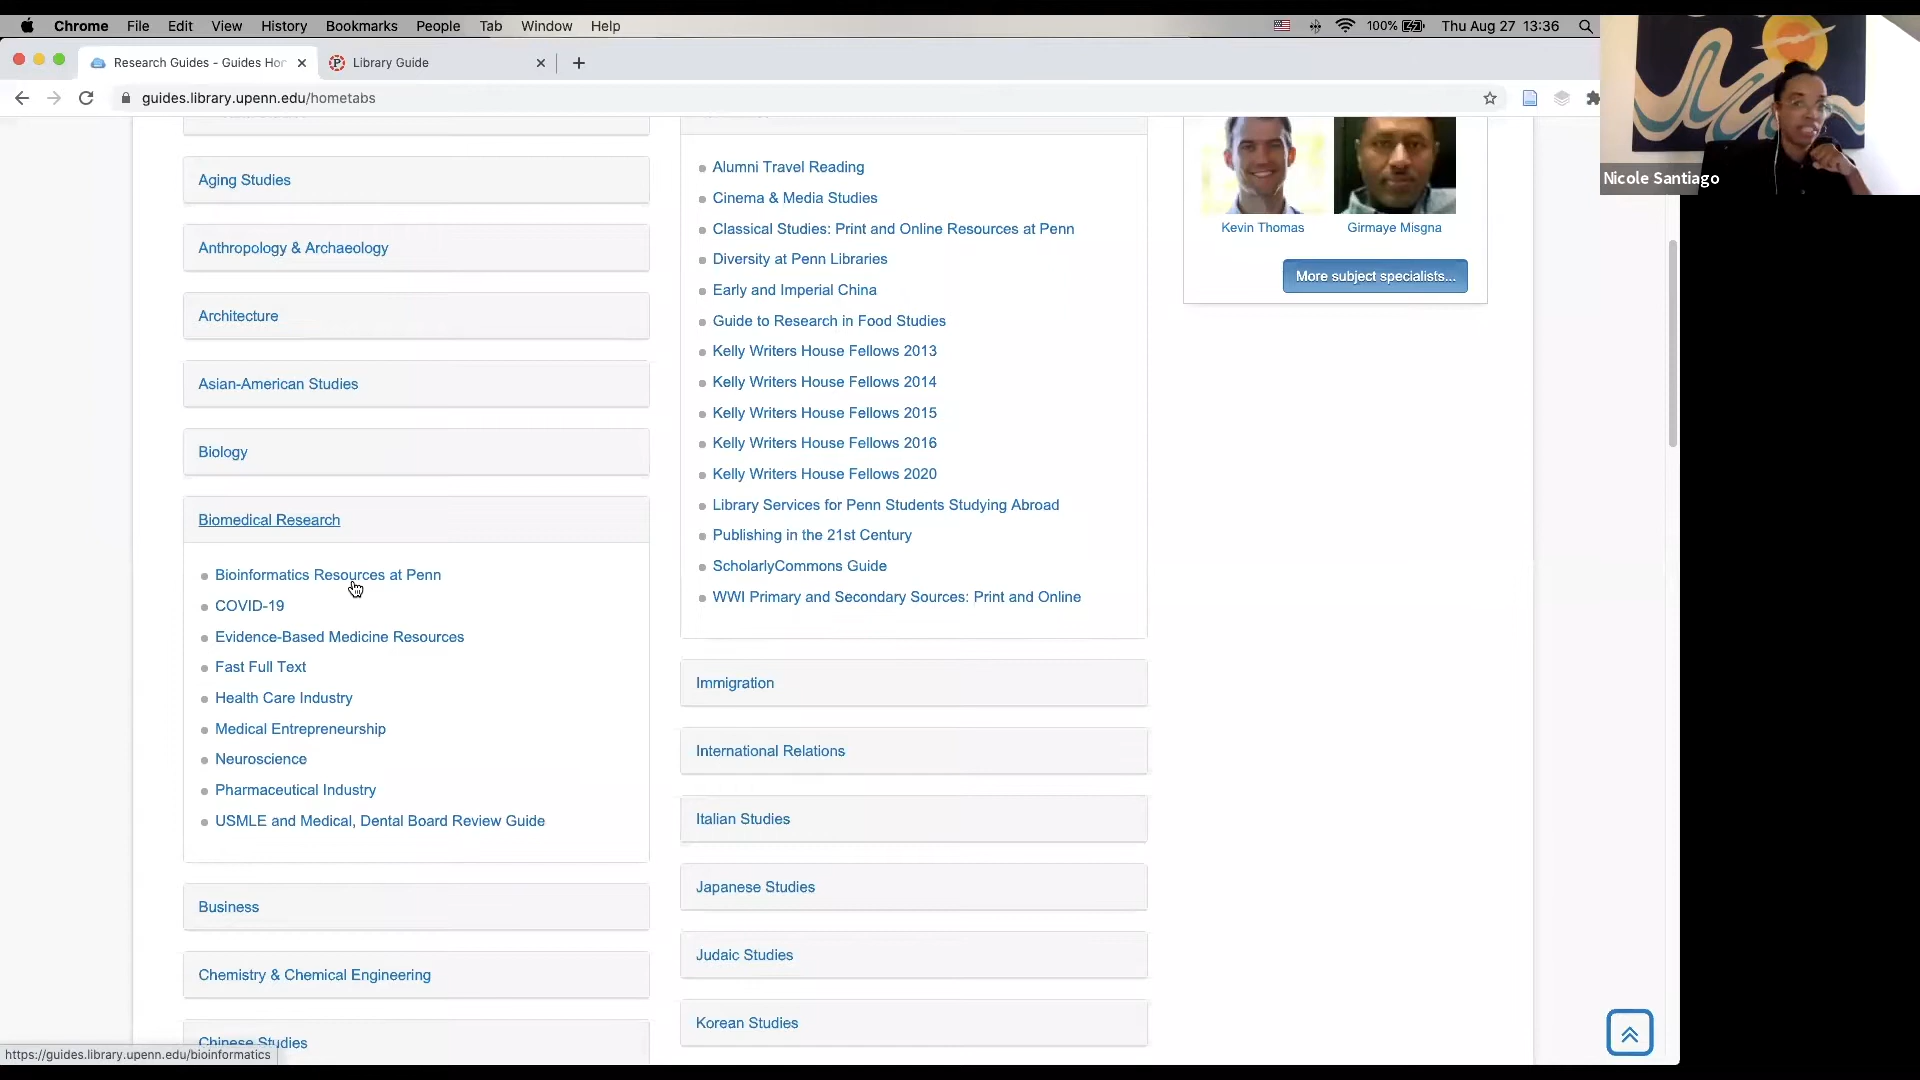 Chrome File Edit View History Bookmarks People Tab Window Help 100% Thu Aug 27 13:36
Research Guides - Guides Hor Library Guide
guides.library.upenn.edu/hometabs
Nicole Santiago
Aging Studies
Anthropology & Archaeology
Architecture
Asian-American Studies
Biology
Biomedical Research
Bioinformatics Resources at Penn
COVID-19
Evidence-Based Medicine Resources
Fast Full Text
Health Care Industry
Medical Entrepreneurship
Neuroscience
Pharmaceutical Industry
USMLE and Medical, Dental Board Review Guide
Business
Chemistry & Chemical Engineering
Chinese Studies
Alumni Travel Reading
Cinema & Media Studies
Classical Studies: Print and Online Resources at Penn
Diversity at Penn Libraries
Early and Imperial China
Guide to Research in Food Studies
Kelly Writers House Fellows 2013
Kelly Writers House Fellows 2014
Kelly Writers House Fellows 2015
Kelly Writers House Fellows 2016
Kelly Writers House Fellows 2020
Library Services for Penn Students Studying Abroad
Publishing in the 21st Century
ScholarlyCommons Guide
WWI Primary and Secondary Sources: Print and Online
Immigration
International Relations
Italian Studies
Japanese Studies
Judaic Studies
Korean Studies
Kevin Thomas Girmaye Misgna
More subject specialists...
https://guides.library.upenn.edu/bioinformatics